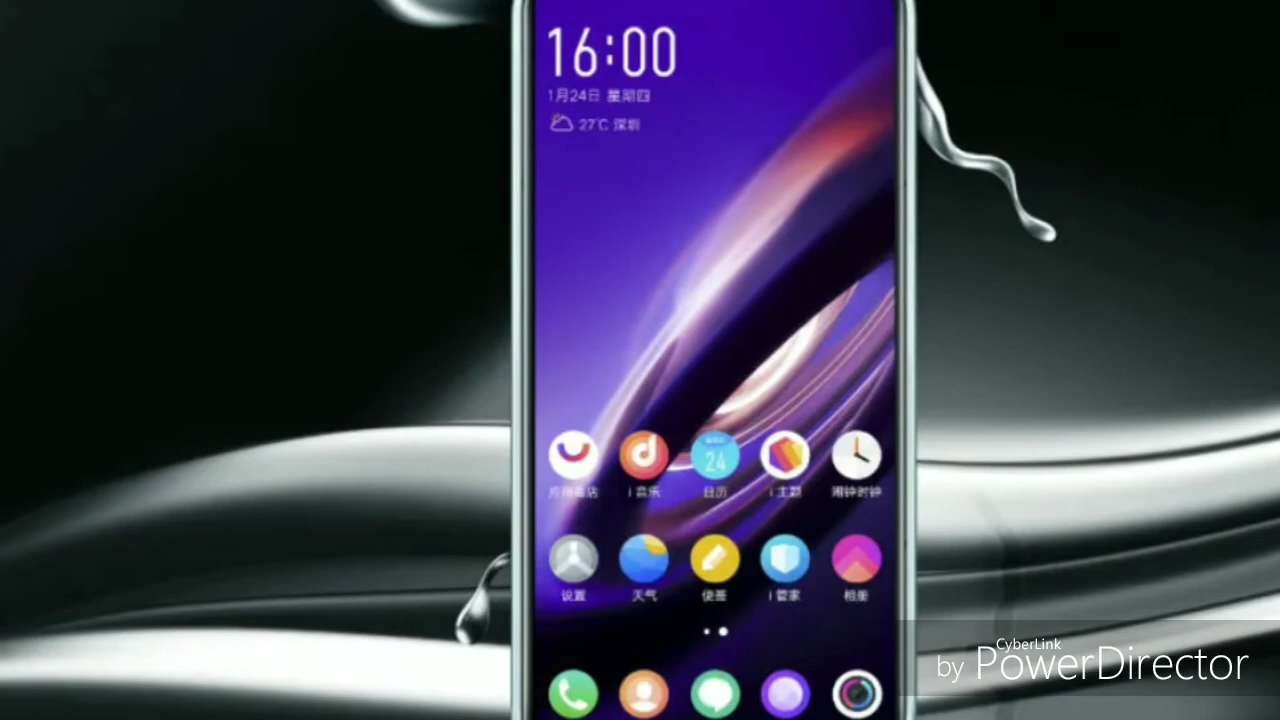 16:00
1月24日 星期四
27℃ 深圳
应用商店 i 音乐 日历 i 主题 闹钟时钟
24
设置 天气 便签 i 管家 相册
CyberLink
by PowerDirector